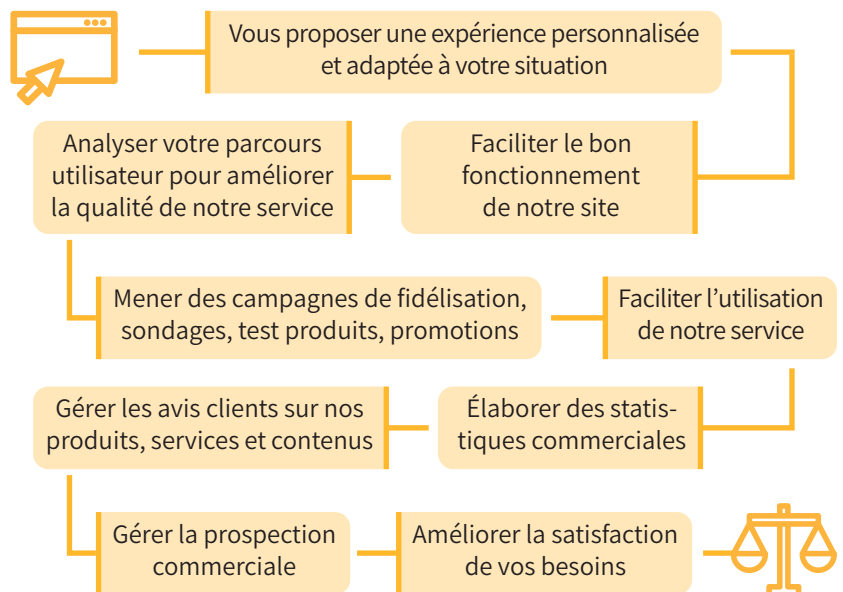 Vous proposer une expérience personnalisée
et adaptée à votre situation
Faciliter le bon
fonctionnement
de notre site
Analyser votre parcours
utilisateur pour améliorer
la qualité de notre service
Mener des campagnes de fidélisation,
sondages, test produits, promotions
Faciliter l’utilisation
de notre service
Élaborer des statis-
tiques commerciales
Gérer les avis clients sur nos
produits, services et contenus
Gérer la prospection
commerciale
Améliorer la satisfaction
de vos besoins